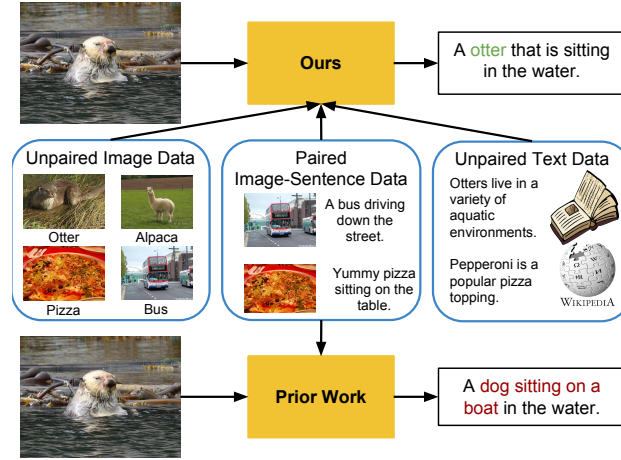 Ours
A otter that is sitting
in the water.
Unpaired Image Data
Otter
Alpaca
Pizza
Bus
Paired
Image-Sentence Data
A bus driving
down the
street.
Yummy pizza
sitting on the
table.
Unpaired Text Data
Otters live in a
variety of
aquatic
environments.
Pepperoni is a
popular pizza
topping.
WIKIPEDIA
Prior Work
A dog sitting on a
boat in the water.